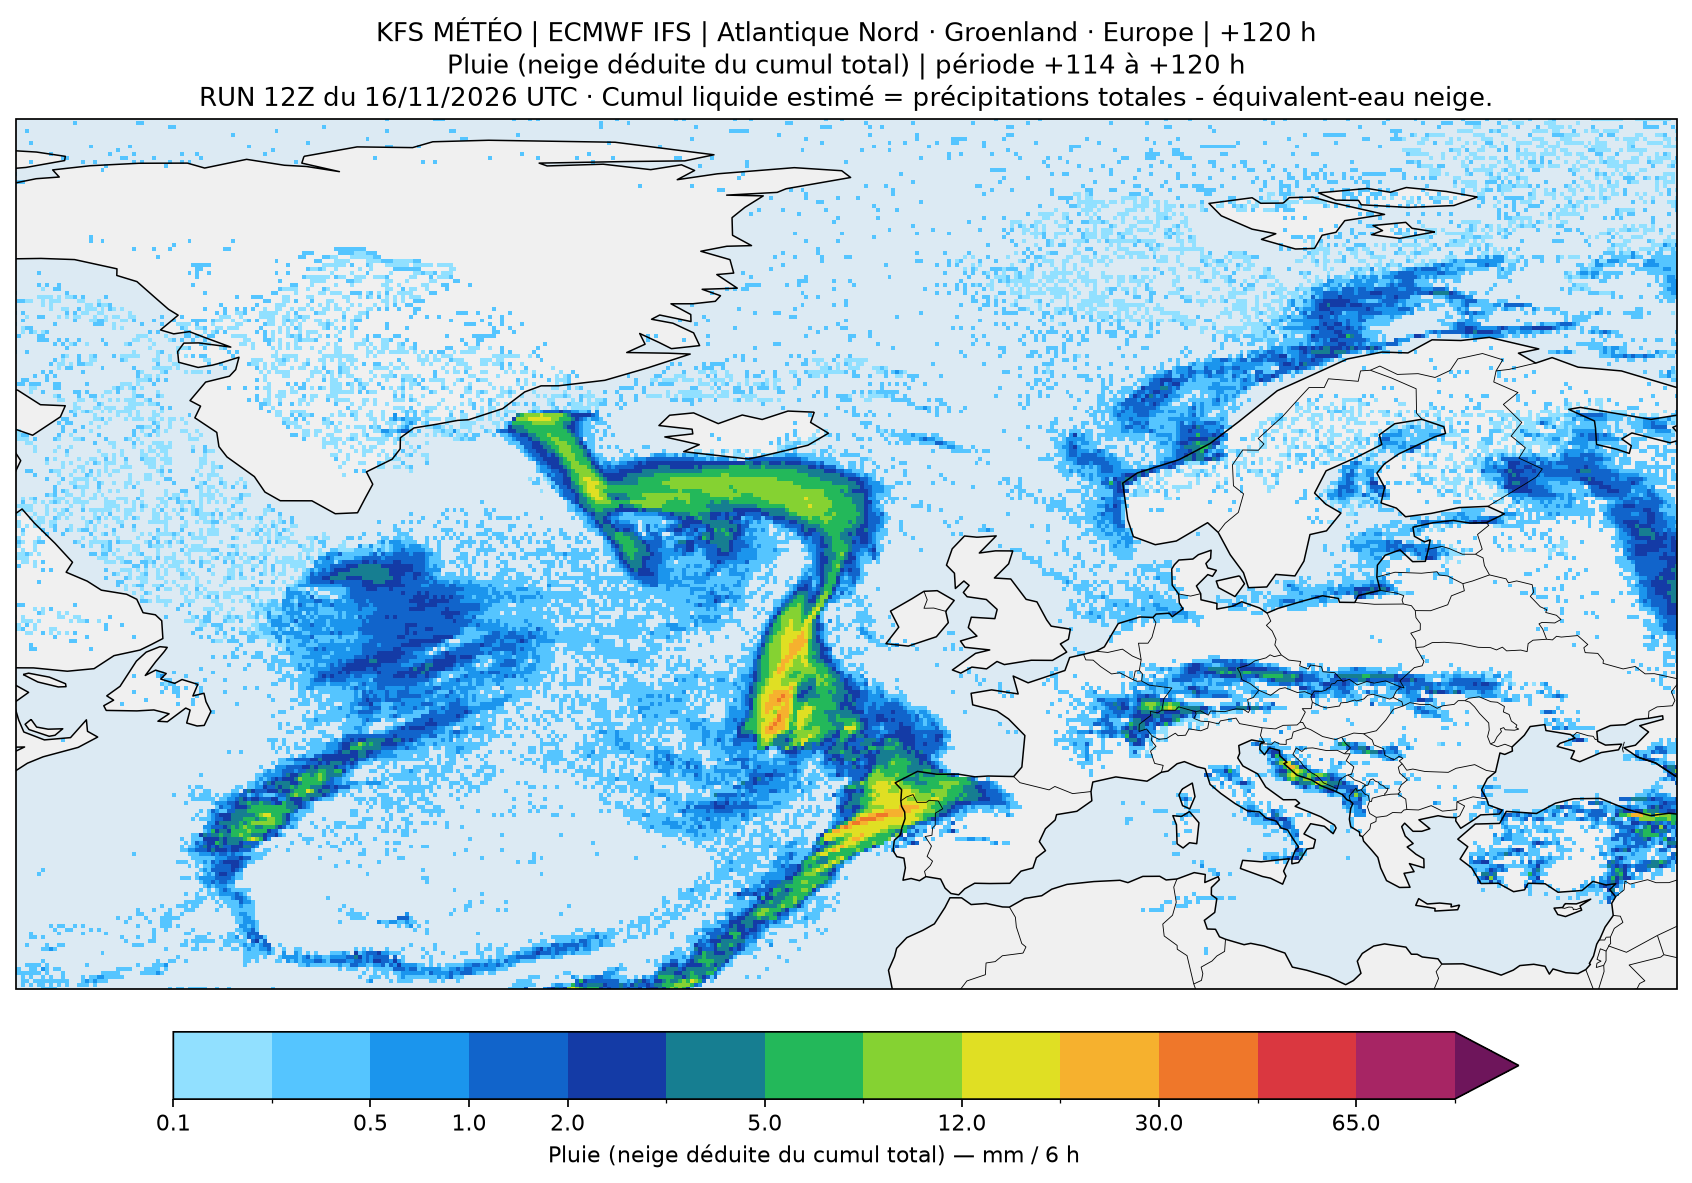 KFS MÉTÉO | ECMWF IFS | Atlantique Nord · Groenland · Europe | +120 h
Pluie (neige déduite du cumul total) | période +114 à +120 h
RUN 12Z du 16/11/2026 UTC · Cumul liquide estimé = précipitations totales - équivalent-eau neige.
0.1 0.5 1.0 2.0 5.0 12.0 30.0 65.0
Pluie (neige déduite du cumul total) — mm / 6 h